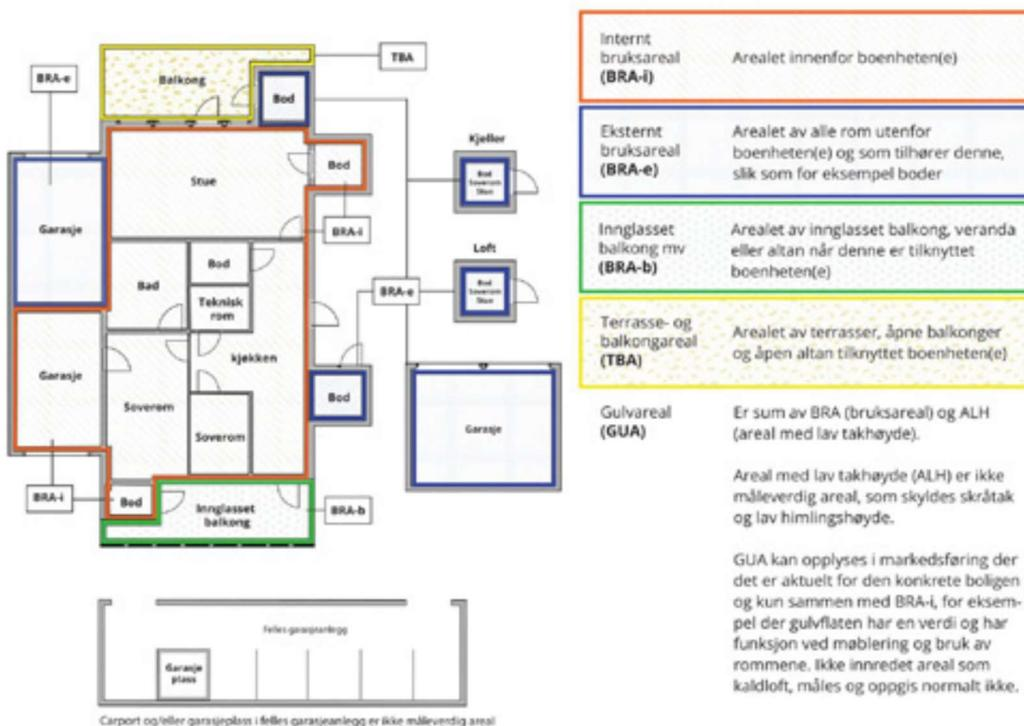 TBA
BRA-e
Balkong
Bod
Kjeller
Bod
Soverom
Stue
Bod
Stue
BRA-i
Garasje
Loft
Bod
Bad
Bod
Soverom
Stue
Teknisk
rom
BRA-e
kjøkken
Garasje
Bod
Soverom
Garasje
Soverom
BRA-i
Bod
Innglasset
balkong
BRA-b
Felles garasjeanlegg
Garasje
plass
Carport og/eller garasjeplass i felles garasjeanlegg er ikke måleverdig areal
Internt
bruksareal
(BRA-i)
Arealet innenfor boenheten(e)
Eksternt
bruksareal
(BRA-e)
Arealet av alle rom utenfor
boenheten(e) og som tilhører denne,
slik som for eksempel boder
Innglasset
balkong mv
(BRA-b)
Arealet av innglasset balkong, veranda
eller altan når denne er tilknyttet
boenheten(e)
Terrasse- og
balkongareal
(TBA)
Arealet av terrasser, åpne balkonger
og åpen altan tilknyttet boenheten(e)
Gulvareal
(GUA)
Er sum av BRA (bruksareal) og ALH
(areal med lav takhøyde).
Areal med lav takhøyde (ALH) er ikke
måleverdig areal, som skyldes skråtak
og lav himlingshøyde.
GUA kan opplyses i markedsføring der
det er aktuelt for den konkrete boligen
og kun sammen med BRA-i, for eksem-
pel der gulvflaten har en verdi og har
funksjon ved møblering og bruk av
rommene. Ikke innredet areal som
kaldloft, måles og oppgis normalt ikke.